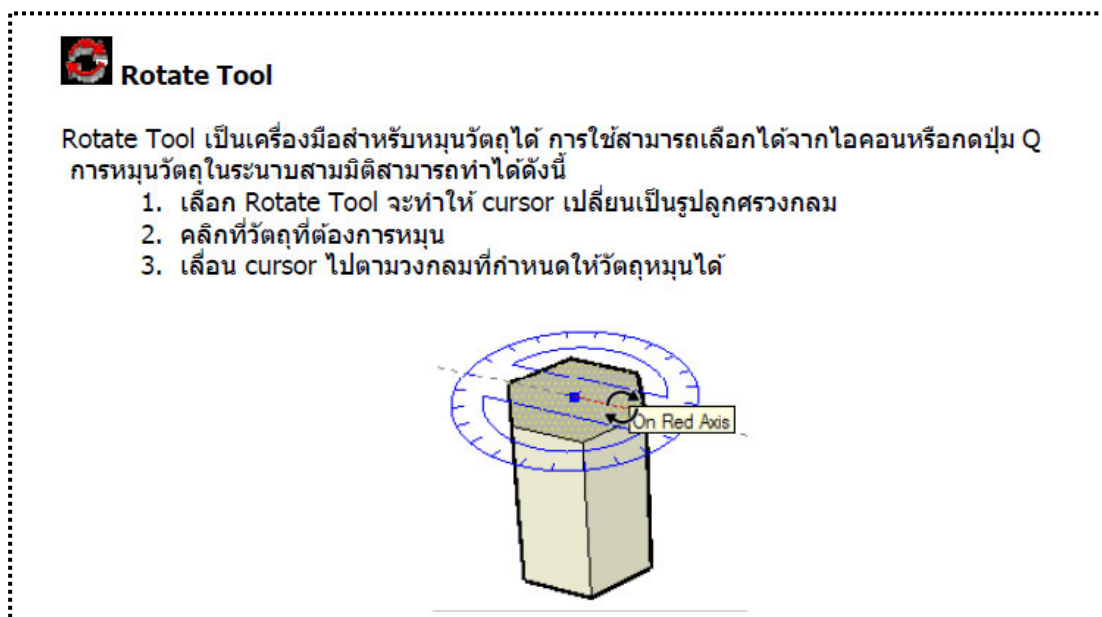 Rotate Tool
Rotate Tool เป็นเครื่องมือสำหรับหมุนวัตถุได้ การใช้สามารถเลือกได้จากไอคอนหรือกดปุ่ม Q
การหมุนวัตถุในระนาบสามมิติสามารถทำได้ดังนี้
1. เลือก Rotate Tool จะทำให้ cursor เปลี่ยนเป็นรูปลูกศรวงกลม
2. คลิกที่วัตถุที่ต้องการหมุน
3. เลื่อน cursor ไปตามวงกลมที่กำหนดให้วัตถุหมุนได้
On Red Axis